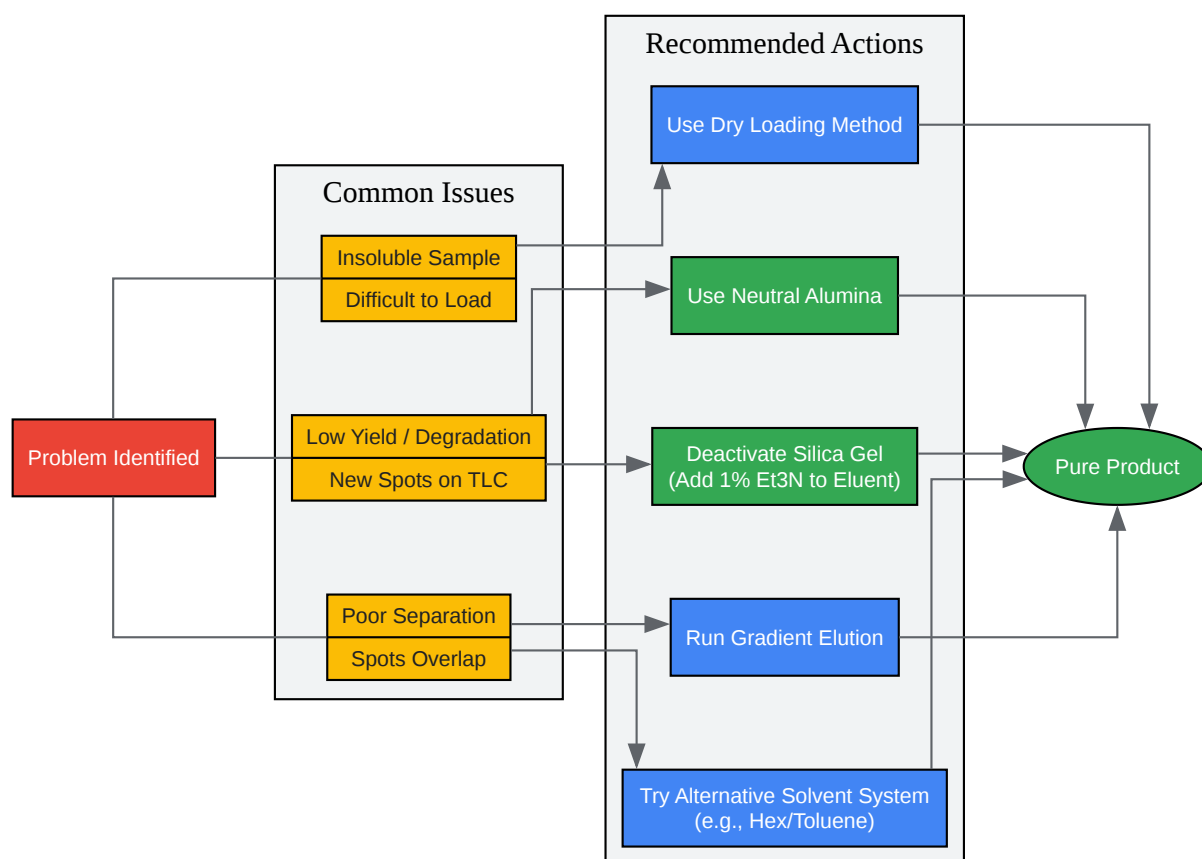 Recommended Actions
Use Dry Loading Method
Common Issues
Insoluble Sample
Difficult to Load
Use Neutral Alumina
Problem Identified
Low Yield / Degradation
New Spots on TLC
Deactivate Silica Gel
(Add 1% Et3N to Eluent)
Pure Product
Poor Separation
Spots Overlap
Run Gradient Elution
Try Alternative Solvent System
(e.g., Hex/Toluene)